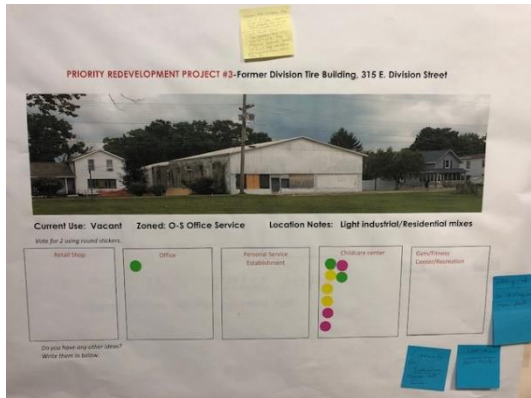 PRIORITY REDEVELOPMENT PROJECT #3-Former Division Tire Building, 315 E. Division Street
Current Use: Vacant Zoned: O-S Office Service Location Notes: Light industrial/Residential mixes
Vote for 2 using round stickers.
Retail Shop
Office
Personal Service
Establishment
Childcare center
Gym/Fitness
Center/Recreation
Do you have any other ideas?
Write them in below.